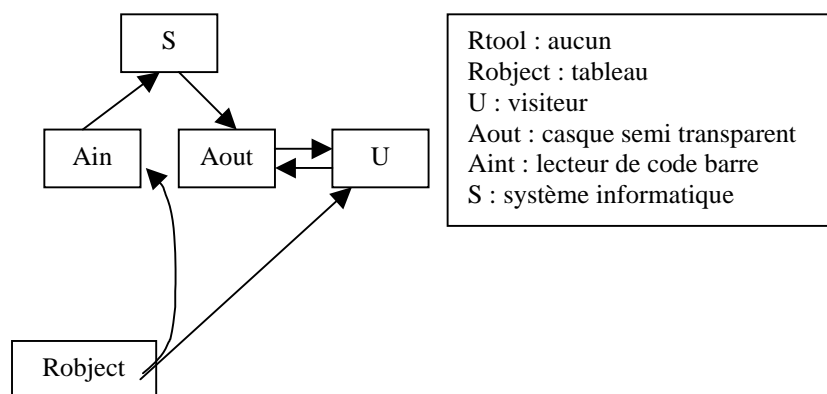 S
Ain
Aout
U
Robject
Rtool : aucun
Robject : tableau
U : visiteur
Aout : casque semi transparent
Aint : lecteur de code barre
S : système informatique